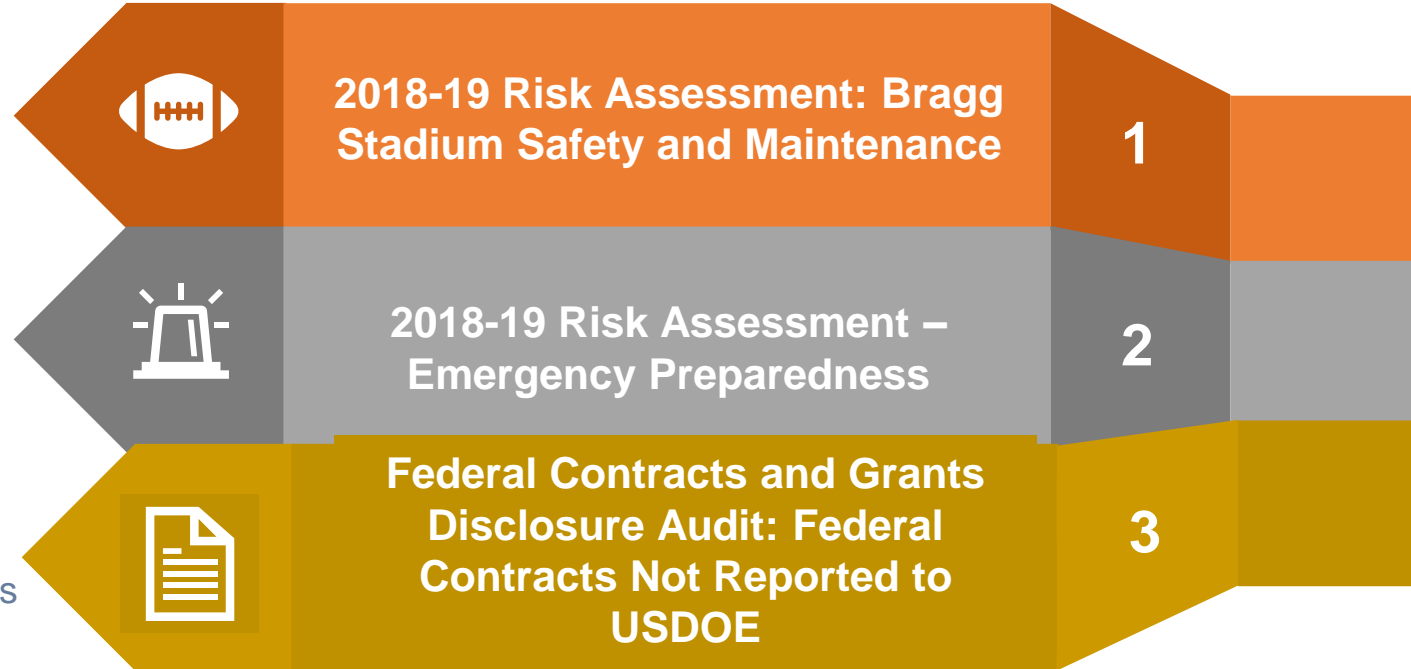 2018-19 Risk Assessment: Bragg
Stadium Safety and Maintenance
1
2018-19 Risk Assessment –
Emergency Preparedness
2
Federal Contracts and Grants
Disclosure Audit: Federal
Contracts Not Reported to
USDOE
3
s